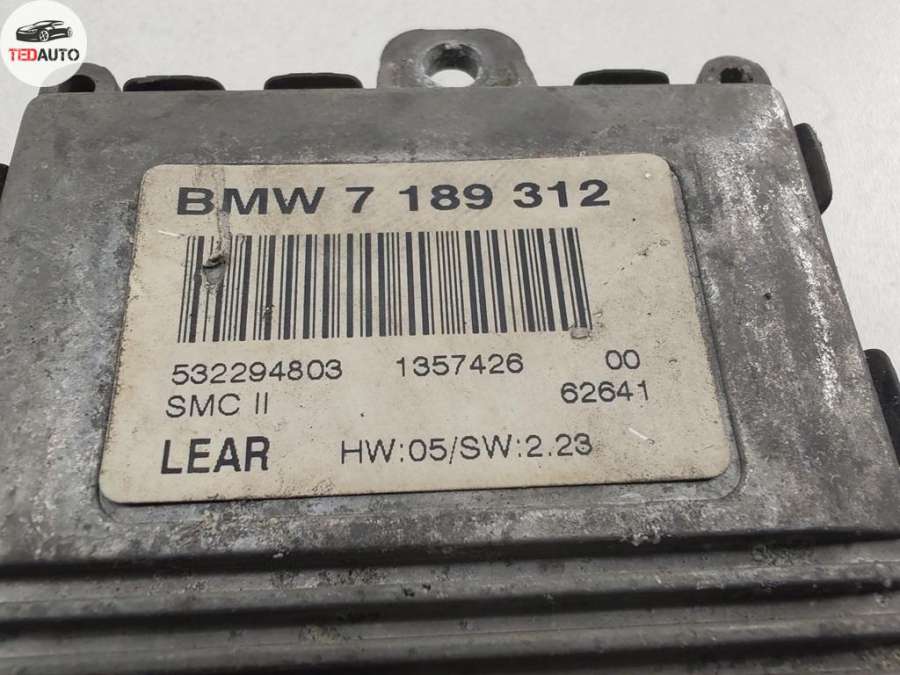 TEDAUTO
BMW 7 189 312
532294803 1357426 00
SMC II 62641
LEAR HW:05/SW:2.23